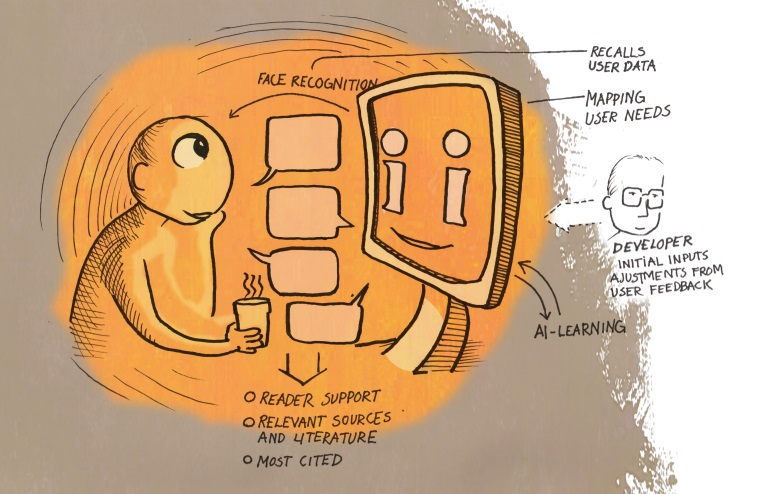 RECALLS
USER DATA
FACE RECOGNITION
MAPPING
USER NEEDS
DEVELOPER
INITIAL INPUTS
AJUSTMENTS FROM
USER FEEDBACK
AI-LEARNING
READER SUPPORT
RELEVANT SOURCES
AND LITERATURE
MOST CITED